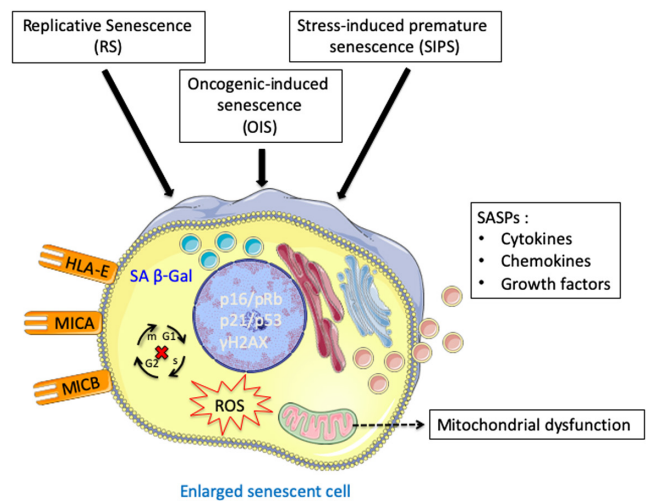 Replicative Senescence
(RS)
Stress-induced premature
senescence (SIPS)
Oncogenic-induced
senescence
(OIS)
SASPs :
• Cytokines
• Chemokines
• Growth factors
HLA-E
SA β-Gal
p16/pRb
p21/p53
γH2AX
MICA
m G1
G2 s
MICB
ROS
Mitochondrial dysfunction
Enlarged senescent cell